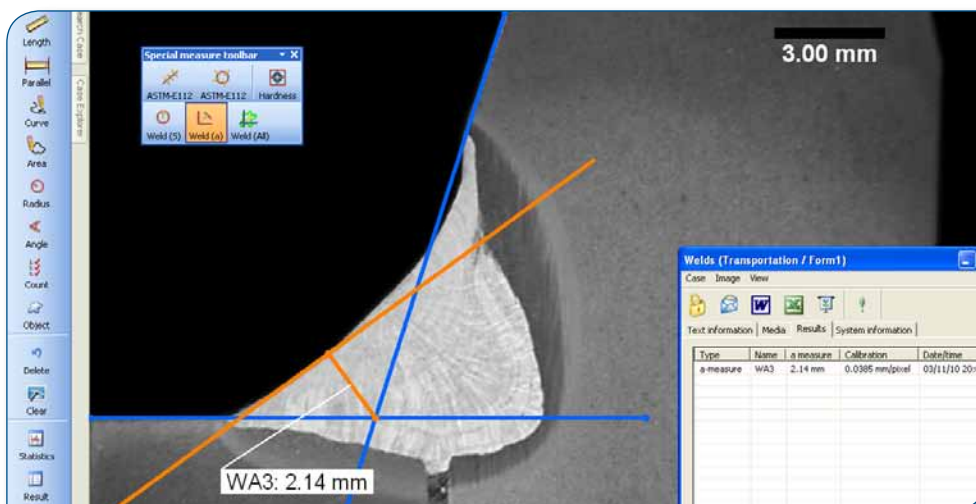 Length
Parallel
Curve
Area
Radius
Angle
Count
Object
Delete
Clear
Statistics
Result
Case Explorer
Special measure toolbar
ASTM-E112 ASTM-E112 Hardness
Weld (S) Weld (a) Weld (All)
3.00 mm
WA3: 2.14 mm
Welds (Transportation / Form1)
Case Image View
Text information Media Results System information
Type Name a measure Calibration Date/time
a-measure WA3 2.14 mm 0.0385 mm/pixel 03/11/10